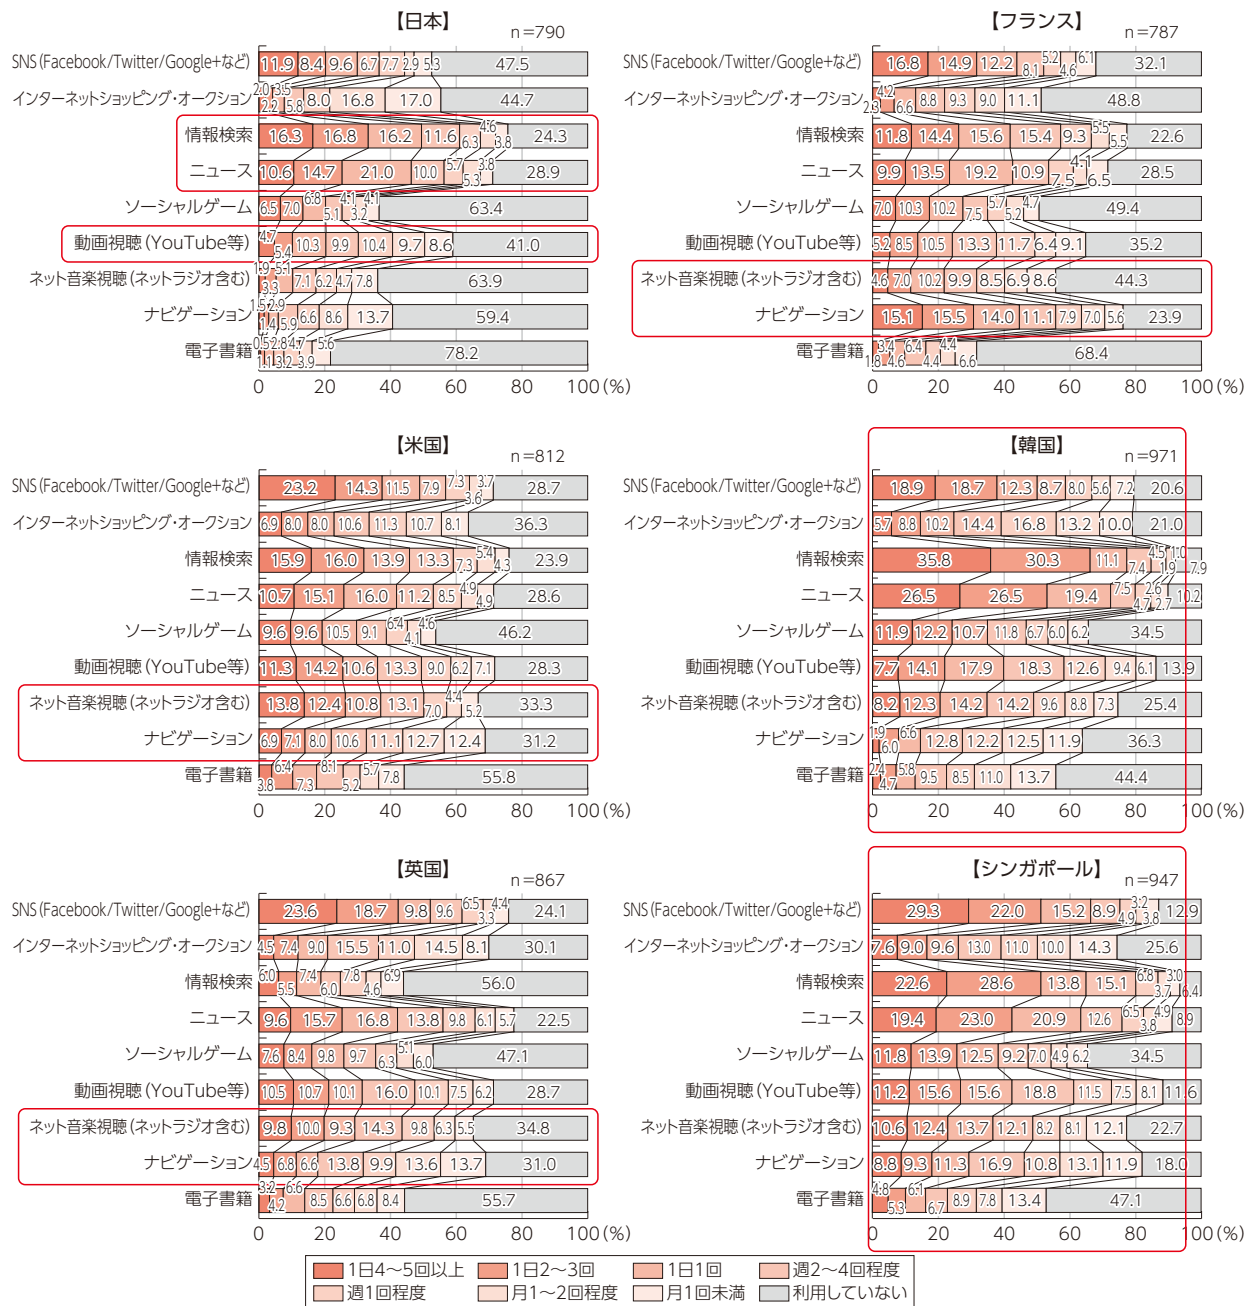 【日本】
n=790
SNS(Facebook/Twitter/Google+など) 11.9 8.4 9.6 6.7 7.7 2.9 5.3 47.5
インターネットショッピング・オークション 2.0 2.2 3.5 5.8 8.0 16.8 17.0 44.7
情報検索 16.3 16.8 16.2 11.6 6.3 4.6 3.8 24.3
ニュース 10.6 14.7 21.0 10.0 5.7 5.3 3.8 28.9
ソーシャルゲーム 6.5 7.0 6.8 5.1 4.1 3.2 4.1 63.4
動画視聴(YouTube等) 4.7 5.4 10.3 9.9 10.4 9.7 8.6 41.0
ネット音楽視聴(ネットラジオ含む) 1.9 3.3 5.1 7.1 6.2 4.7 7.8 63.9
ナビゲーション 1.5 1.4 2.9 5.9 6.6 8.6 13.7 59.4
電子書籍 0.5 1.1 2.8 3.2 4.7 3.9 5.6 78.2
0 20 40 60 80 100(%)
【フランス】
n=787
SNS(Facebook/Twitter/Google+など) 16.8 14.9 12.2 8.1 5.2 4.6 6.1 32.1
インターネットショッピング・オークション 2.3 4.2 6.6 8.8 9.3 9.0 11.1 48.8
情報検索 11.8 14.4 15.6 15.4 9.3 5.5 5.5 22.6
ニュース 9.9 13.5 19.2 10.9 7.5 4.1 6.5 28.5
ソーシャルゲーム 7.0 10.3 10.2 7.5 5.7 5.2 4.7 49.4
動画視聴(YouTube等) 5.2 8.5 10.5 13.3 11.7 6.4 9.1 35.2
ネット音楽視聴(ネットラジオ含む) 4.6 7.0 10.2 9.9 8.5 6.9 8.6 44.3
ナビゲーション 15.1 15.5 14.0 11.1 7.9 7.0 5.6 23.9
電子書籍 1.8 3.4 4.6 6.4 4.4 4.4 6.6 68.4
0 20 40 60 80 100(%)
【米国】
n=812
SNS(Facebook/Twitter/Google+など) 23.2 14.3 11.5 7.9 7.3 3.6 3.7 28.7
インターネットショッピング・オークション 6.9 8.0 8.0 10.6 11.3 10.7 8.1 36.3
情報検索 15.9 16.0 13.9 13.3 7.3 5.4 4.3 23.9
ニュース 10.7 15.1 16.0 11.2 8.5 4.9 4.9 28.6
ソーシャルゲーム 9.6 9.6 10.5 9.1 6.4 4.1 4.6 46.2
動画視聴(YouTube等) 11.3 14.2 10.6 13.3 9.0 6.2 7.1 28.3
ネット音楽視聴(ネットラジオ含む) 13.8 12.4 10.8 13.1 7.0 4.4 5.2 33.3
ナビゲーション 6.9 7.1 8.0 10.6 11.1 12.7 12.4 31.2
電子書籍 3.8 6.4 7.3 8.1 5.2 5.7 7.8 55.8
0 20 40 60 80 100(%)
【韓国】
n=971
SNS(Facebook/Twitter/Google+など) 18.9 18.7 12.3 8.7 8.0 5.6 7.2 20.6
インターネットショッピング・オークション 5.7 8.8 10.2 14.4 16.8 13.2 10.0 21.0
情報検索 35.8 30.3 11.1 7.4 4.5 1.9 1.0 7.9
ニュース 26.5 26.5 19.4 7.5 4.7 2.6 2.7 10.2
ソーシャルゲーム 11.9 12.2 10.7 11.8 6.7 6.0 6.2 34.5
動画視聴(YouTube等) 7.7 14.1 17.9 18.3 12.6 9.4 6.1 13.9
ネット音楽視聴(ネットラジオ含む) 8.2 12.3 14.2 14.2 9.6 8.8 7.3 25.4
ナビゲーション 1.9 6.0 6.6 12.8 12.2 12.5 11.9 36.3
電子書籍 2.4 4.7 5.8 9.5 8.5 11.0 13.7 44.4
0 20 40 60 80 100(%)
【英国】
n=867
SNS(Facebook/Twitter/Google+など) 23.6 18.7 9.8 9.6 6.5 3.3 4.4 24.1
インターネットショッピング・オークション 4.5 7.4 9.0 15.5 11.0 14.5 8.1 30.1
情報検索 6.0 5.5 7.4 6.0 7.8 4.6 6.9 56.0
ニュース 9.6 15.7 16.8 13.8 9.8 6.1 5.7 22.5
ソーシャルゲーム 7.6 8.4 9.8 9.7 6.3 5.1 6.0 47.1
動画視聴(YouTube等) 10.5 10.7 10.1 16.0 10.1 7.5 6.2 28.7
ネット音楽視聴(ネットラジオ含む) 9.8 10.0 9.3 14.3 9.8 6.3 5.5 34.8
ナビゲーション 4.5 6.8 6.6 13.8 9.9 13.6 13.7 31.0
電子書籍 3.2 4.2 6.6 8.5 6.6 6.8 8.4 55.7
0 20 40 60 80 100(%)
【シンガポール】
n=947
SNS(Facebook/Twitter/Google+など) 29.3 22.0 15.2 8.9 4.9 3.2 3.8 12.9
インターネットショッピング・オークション 7.6 9.0 9.6 13.0 11.0 10.0 14.3 25.6
情報検索 22.6 28.6 13.8 15.1 6.8 3.7 3.0 6.4
ニュース 19.4 23.0 20.9 12.6 6.5 3.8 4.9 8.9
ソーシャルゲーム 11.8 13.9 12.5 9.2 7.0 4.9 6.2 34.5
動画視聴(YouTube等) 11.2 15.6 15.6 18.8 11.5 7.5 8.1 11.6
ネット音楽視聴(ネットラジオ含む) 10.6 12.4 13.7 12.1 8.2 8.1 12.1 22.7
ナビゲーション 8.8 9.3 11.3 16.9 10.8 13.1 11.9 18.0
電子書籍 4.8 5.3 6.1 6.7 8.9 7.8 13.4 47.1
0 20 40 60 80 100(%)
1日4～5回以上 1日2～3回 1日1回 週2～4回程度
週1回程度 月1～2回程度 月1回未満 利用していない